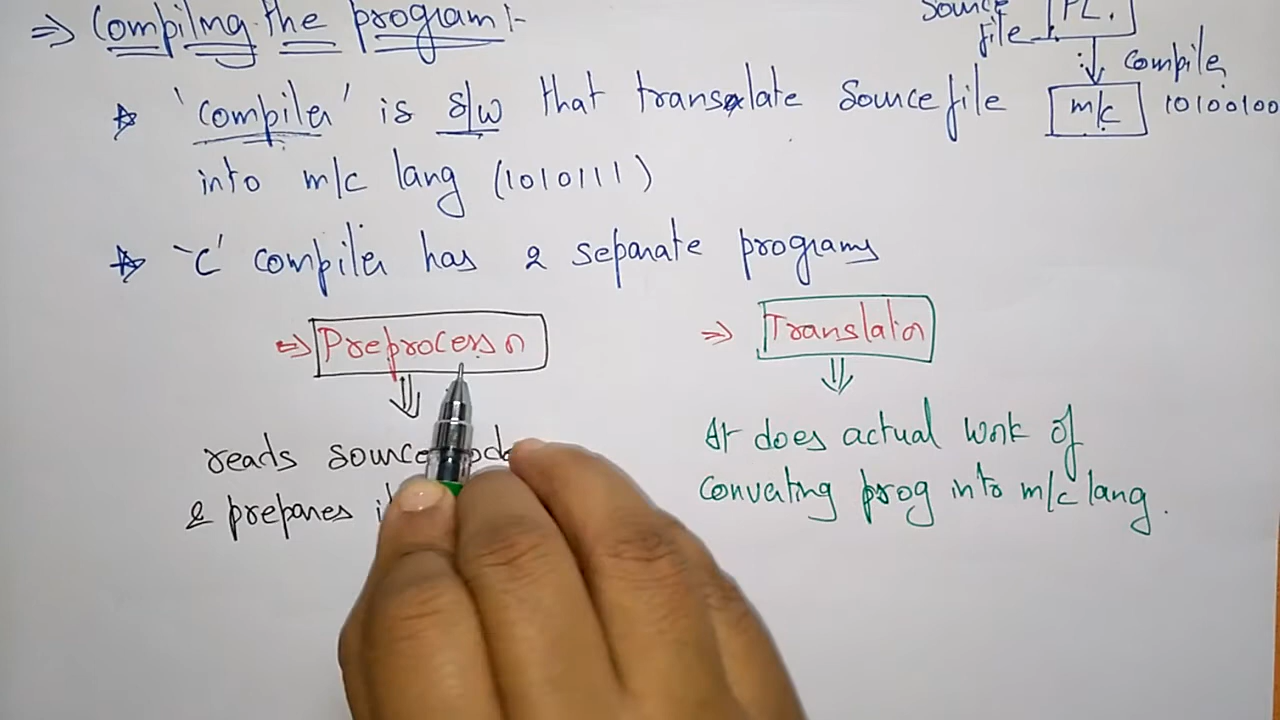 ⇒ Compiling the program :-
Source
file
PL.
compiler
m/c 10100100
☆ 'compiler' is s/w that translate Source file
into m/c lang (1010111)
☆ 'C' compiler has 2 separate programs
⇒ Preprocessor
⇒ Translator
reads source
& prepares
It does actual work of
converting prog into m/c lang.